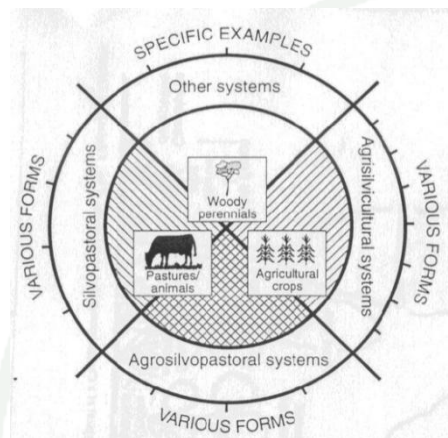 SPECIFIC EXAMPLES
Other systems
VARIOUS FORMS
Silvopastoral systems
Woody
perennials
Agrisilvicultural systems
VARIOUS FORMS
Pastures/
animals
Agricultural
crops
Agrosilvopastoral systems
VARIOUS FORMS